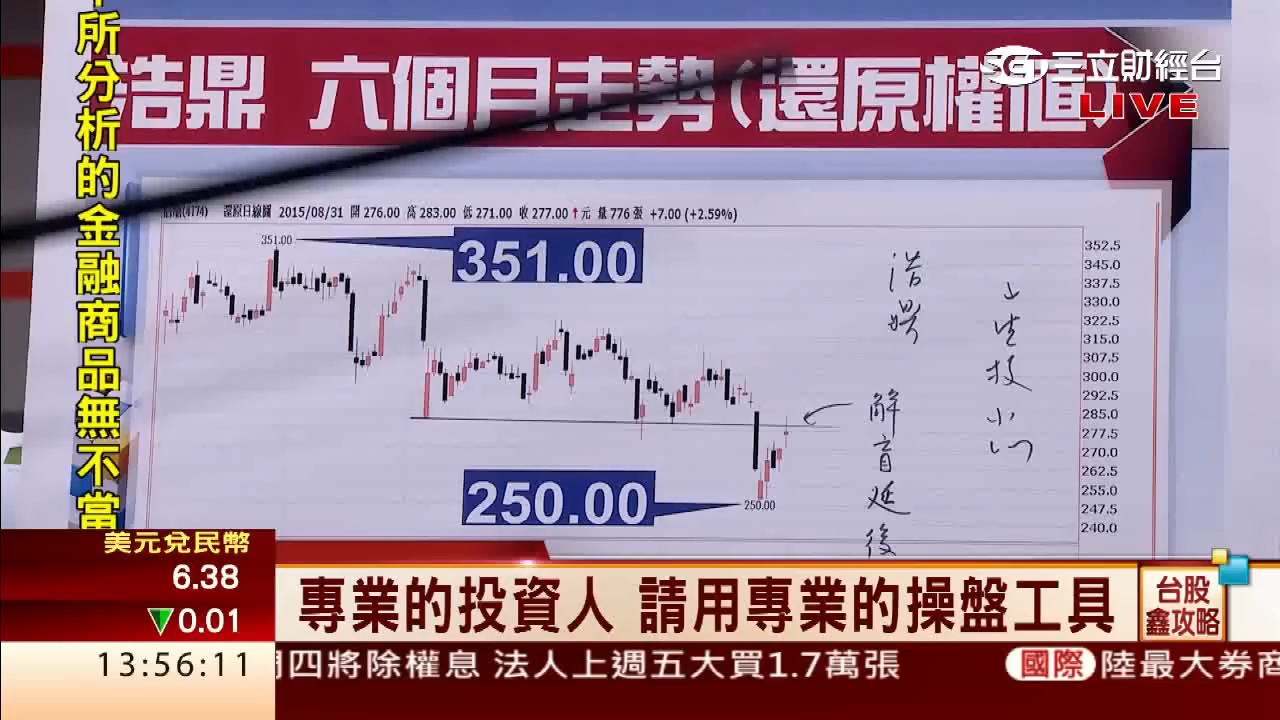 所分析的金融商品無不當
浩鼎 六個月走勢(還原權值)
三立財經台
LIVE
(4174) 還原日線圖 2015/08/31 開 276.00 高 283.00 低 271.00 收 277.00↑元 量 776 張 +7.00 (+2.59%)
351.00
351.00
250.00
250.00
352.5
345.0
337.5
330.0
322.5
315.0
307.5
300.0
292.5
285.0
277.5
270.0
262.5
255.0
247.5
240.0
浩鼎
解盲延後
美元兌民幣
6.38
▼0.01
13:56:11
專業的投資人 請用專業的操盤工具
台股
鑫攻略
四將除權息 法人上週五大買1.7萬張
國際 陸最大券商